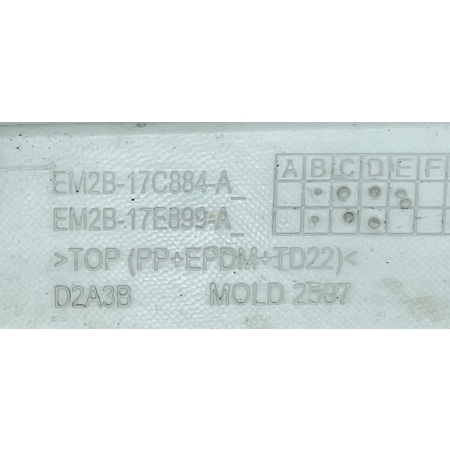 EM2B-17C884-A_
EM2B-17E899-A_
>TOP (PP+EPDM+TD22)<
D2A3B MOLD 2507
A B C D E F